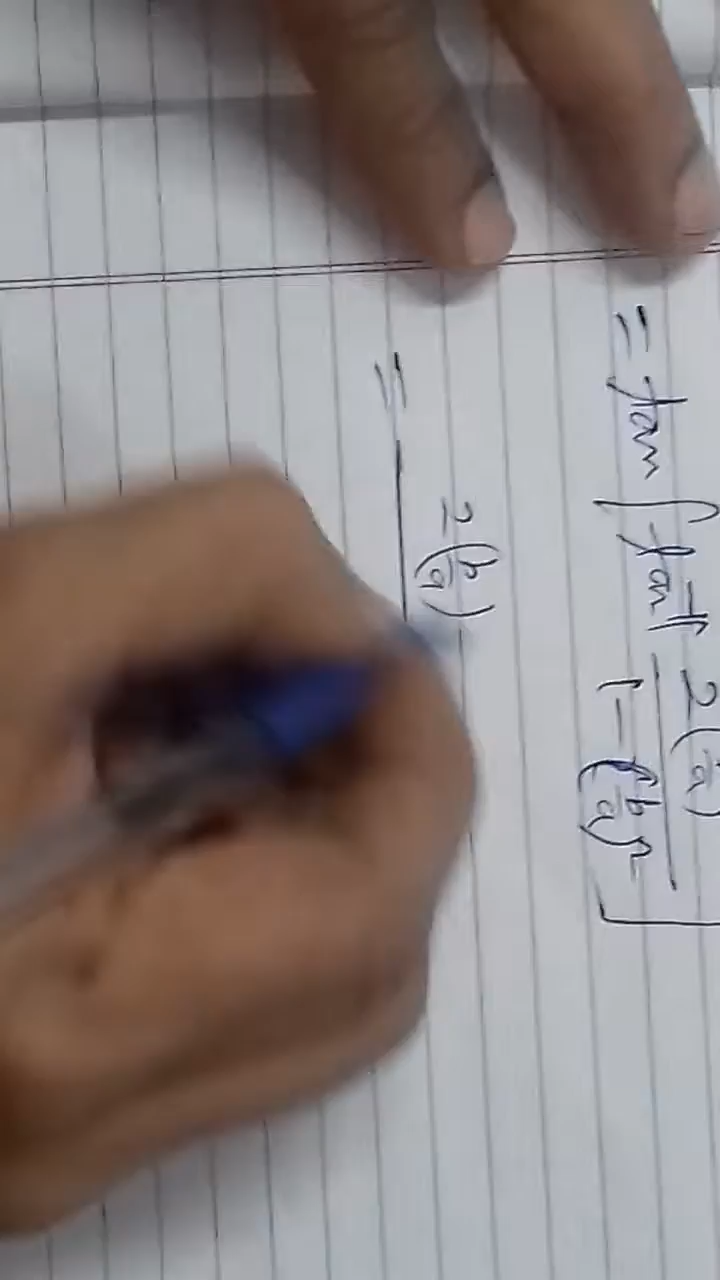 = tan [ tan⁻¹ 2(b/a) / 1 - (b/a)² ]
= 2(b/a) /